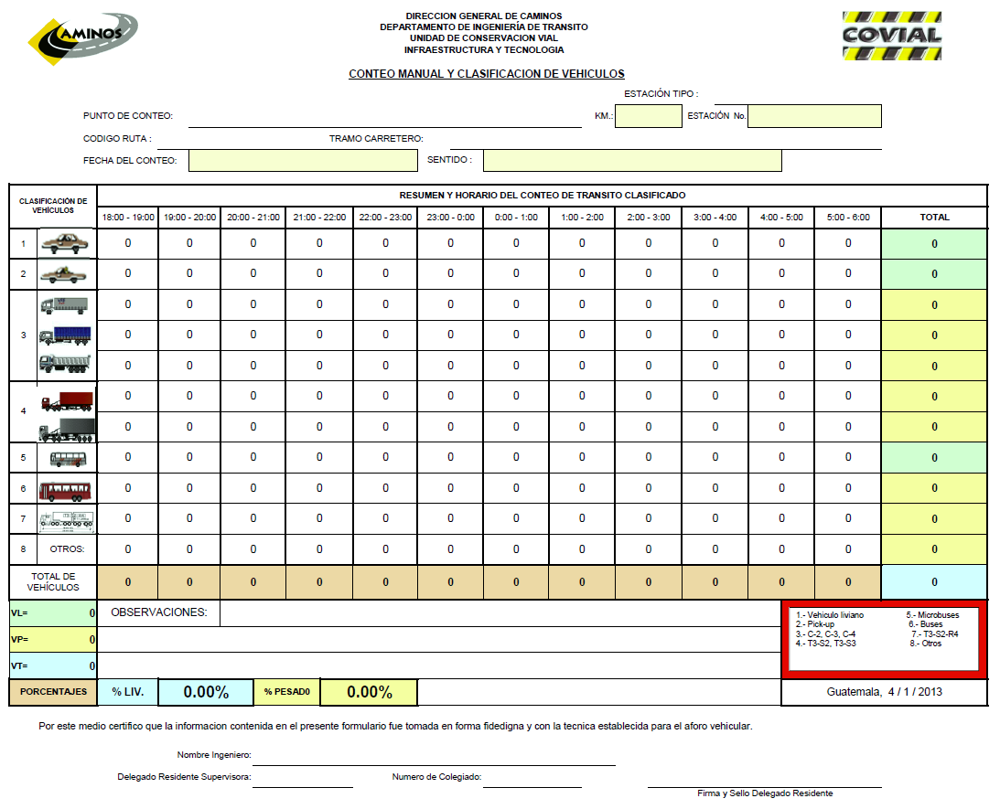 CAMINOS
DIRECCION GENERAL DE CAMINOS
DEPARTAMENTO DE INGENIERÍA DE TRANSITO
UNIDAD DE CONSERVACION VIAL
INFRAESTRUCTURA Y TECNOLOGIA
COVIAL
CONTEO MANUAL Y CLASIFICACION DE VEHICULOS
ESTACIÓN TIPO :
PUNTO DE CONTEO: KM.: ESTACIÓN No.
CODIGO RUTA : TRAMO CARRETERO:
FECHA DEL CONTEO: SENTIDO :
CLASIFICACIÓN DE VEHÍCULOS
RESUMEN Y HORARIO DEL CONTEO DE TRANSITO CLASIFICADO
18:00 - 19:00 19:00 - 20:00 20:00 - 21:00 21:00 - 22:00 22:00 - 23:00 23:00 - 0:00 0:00 - 1:00 1:00 - 2:00 2:00 - 3:00 3:00 - 4:00 4:00 - 5:00 5:00 - 6:00 TOTAL
1 0 0 0 0 0 0 0 0 0 0 0 0 0
2 0 0 0 0 0 0 0 0 0 0 0 0 0
0 0 0 0 0 0 0 0 0 0 0 0 0
3 0 0 0 0 0 0 0 0 0 0 0 0 0
0 0 0 0 0 0 0 0 0 0 0 0 0
4 0 0 0 0 0 0 0 0 0 0 0 0 0
0 0 0 0 0 0 0 0 0 0 0 0 0
5 0 0 0 0 0 0 0 0 0 0 0 0 0
6 0 0 0 0 0 0 0 0 0 0 0 0 0
7 0 0 0 0 0 0 0 0 0 0 0 0 0
8 OTROS: 0 0 0 0 0 0 0 0 0 0 0 0 0
TOTAL DE VEHÍCULOS 0 0 0 0 0 0 0 0 0 0 0 0 0
VL= 0 OBSERVACIONES:
VP= 0
VT= 0
1.- Vehiculo liviano 5.- Microbuses
2.- Pick-up 6.- Buses
3.- C-2, C-3, C-4 7.- T3-S2-R4
4.- T3-S2, T3-S3 8.- Otros
PORCENTAJES % LIV. 0.00% % PESAD0 0.00% Guatemala, 4 / 1 / 2013
Por este medio certifico que la informacion contenida en el presente formulario fue tomada en forma fidedigna y con la tecnica establecida para el aforo vehicular.
Nombre Ingeniero:
Delegado Residente Supervisora: Numero de Colegiado:
Firma y Sello Delegado Residente